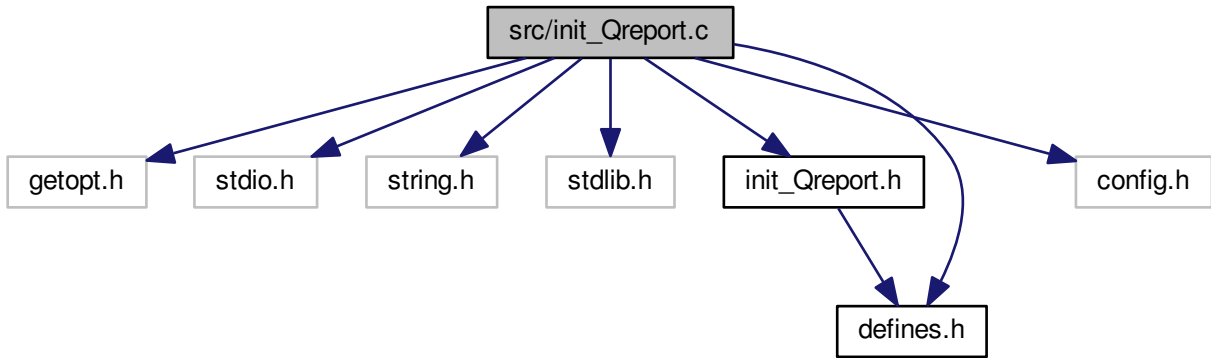 src/init_Qreport.c
getopt.h
stdio.h
string.h
stdlib.h
init_Qreport.h
config.h
defines.h